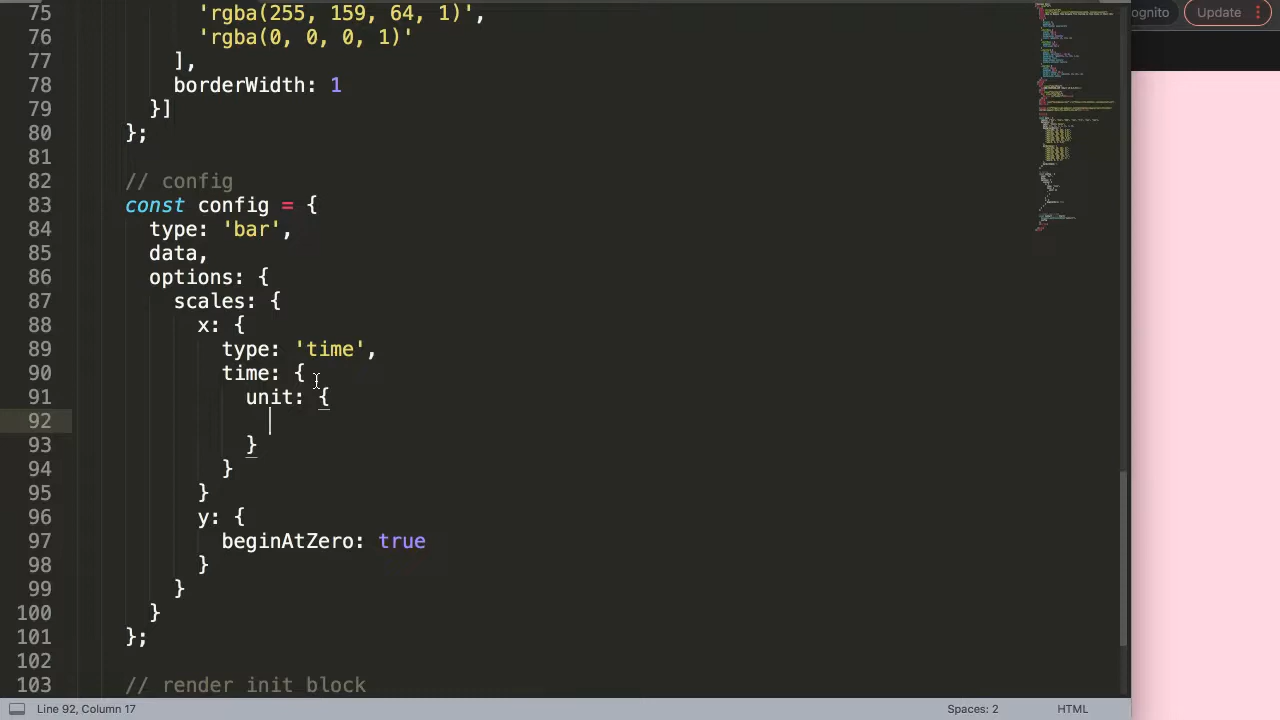 ognito
Update
75 'rgba(255, 159, 64, 1)',
76 'rgba(0, 0, 0, 1)'
77 ],
78 borderWidth: 1
79 }]
80 };
81
82 // config
83 const config = {
84 type: 'bar',
85 data,
86 options: {
87 scales: {
88 x: {
89 type: 'time',
90 time: {
91 unit: {
92
93 }
94 }
95 }
96 y: {
97 beginAtZero: true
98 }
99 }
100 }
101 };
102
103 // render init block
Line 92, Column 17
Spaces: 2
HTML